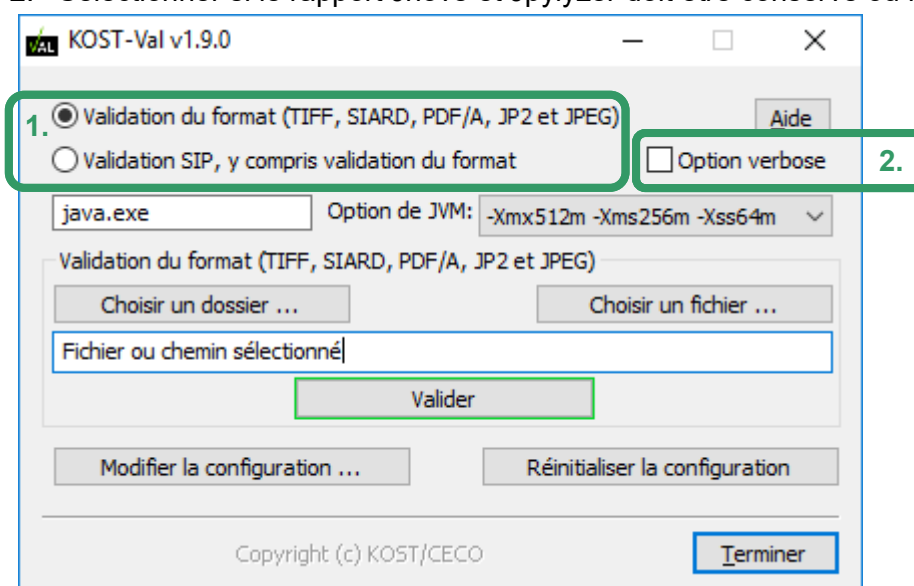 VAL KOST-Val v1.9.0
1. Validation du format (TIFF, SIARD, PDF/A, JP2 et JPEG) Aide
Validation SIP, y compris validation du format Option verbose 2.
java.exe Option de JVM: -Xmx512m -Xms256m -Xss64m
Validation du format (TIFF, SIARD, PDF/A, JP2 et JPEG)
Choisir un dossier ... Choisir un fichier ...
Fichier ou chemin sélectionné
Valider
Modifier la configuration ... Réinitialiser la configuration
Copyright (c) KOST/CECO Terminer